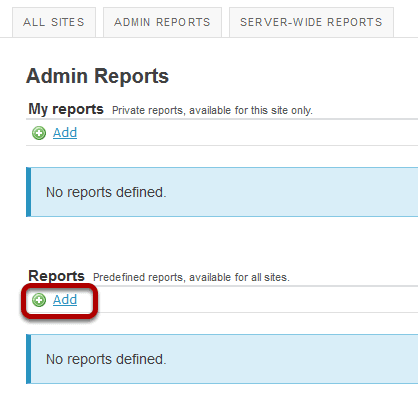 ALL SITES ADMIN REPORTS SERVER-WIDE REPORTS
Admin Reports
My reports Private reports, available for this site only.
Add
No reports defined.
Reports Predefined reports, available for all sites.
Add
No reports defined.